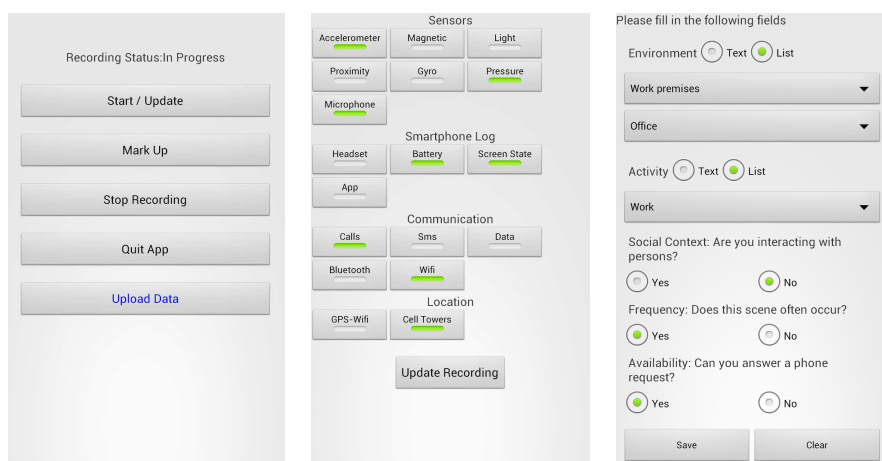 Recording Status:In Progress
Start / Update
Mark Up
Stop Recording
Quit App
Upload Data
Sensors
Accelerometer Magnetic Light
Proximity Gyro Pressure
Microphone
Smartphone Log
Headset Battery Screen State
App
Communication
Calls Sms Data
Bluetooth Wifi
Location
GPS-Wifi Cell Towers
Update Recording
Please fill in the following fields
Environment Text List
Work premises
Office
Activity Text List
Work
Social Context: Are you interacting with
persons?
Yes No
Frequency: Does this scene often occur?
Yes No
Availability: Can you answer a phone
request?
Yes No
Save Clear